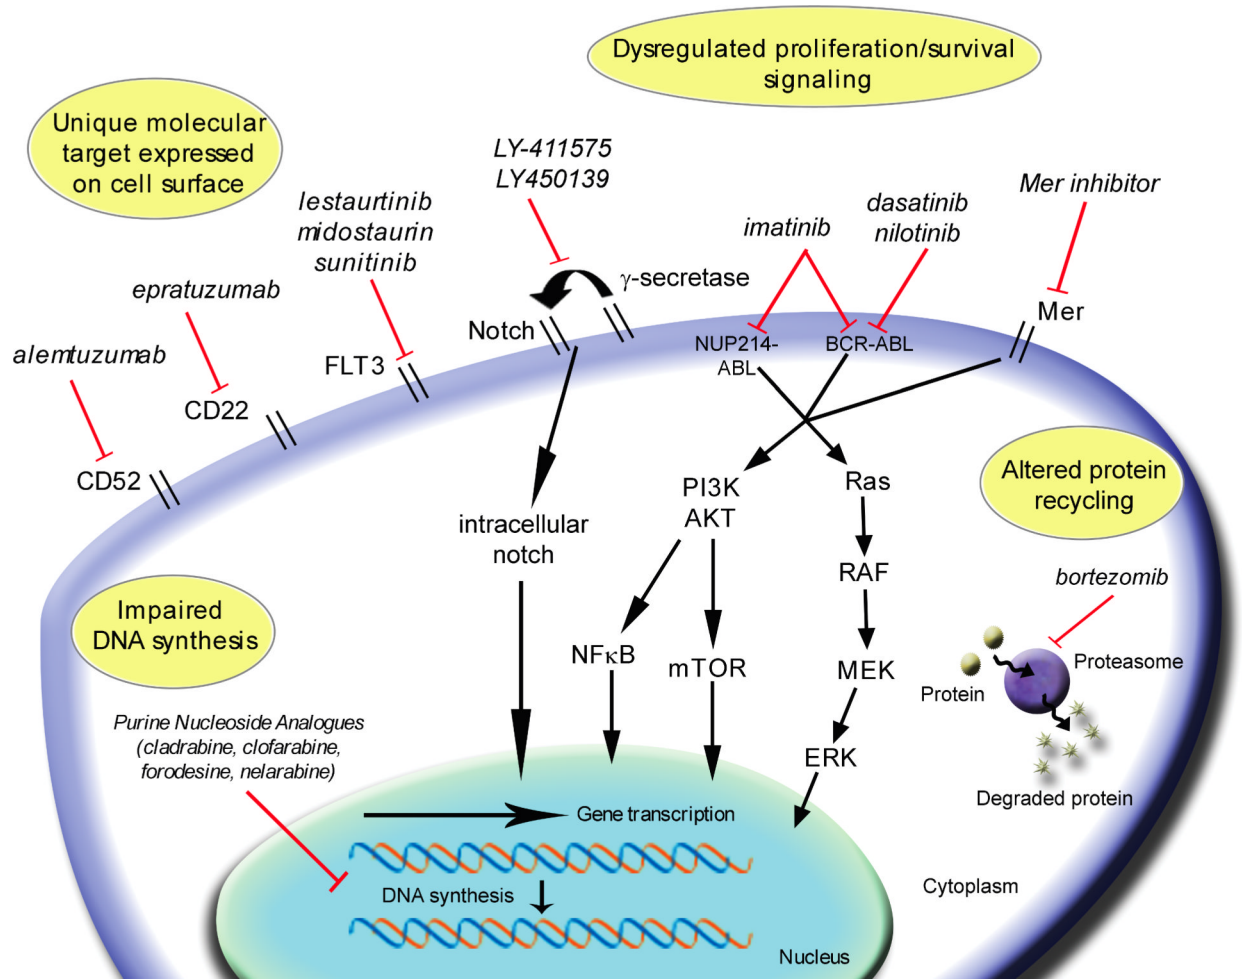 Dysregulated proliferation/survival
signaling
Unique molecular
target expressed
on cell surface
LY-411575
LY450139
lestaurtinib
midostaurin
sunitinib
Mer inhibitor
dasatinib
nilotinib
imatinib
epratuzumab
alemtuzumab
γ-secretase
Notch
Mer
NUP214-
ABL
BCR-ABL
FLT3
CD22
CD52
Altered protein
recycling
PI3K
AKT
Ras
intracellular
notch
RAF
bortezomib
Impaired
DNA synthesis
NFκB
mTOR
MEK
Proteasome
Protein
Purine Nucleoside Analogues
(cladrabine, clofarabine,
forodesine, nelarabine)
ERK
Degraded protein
Gene transcription
DNA synthesis
Cytoplasm
Nucleus